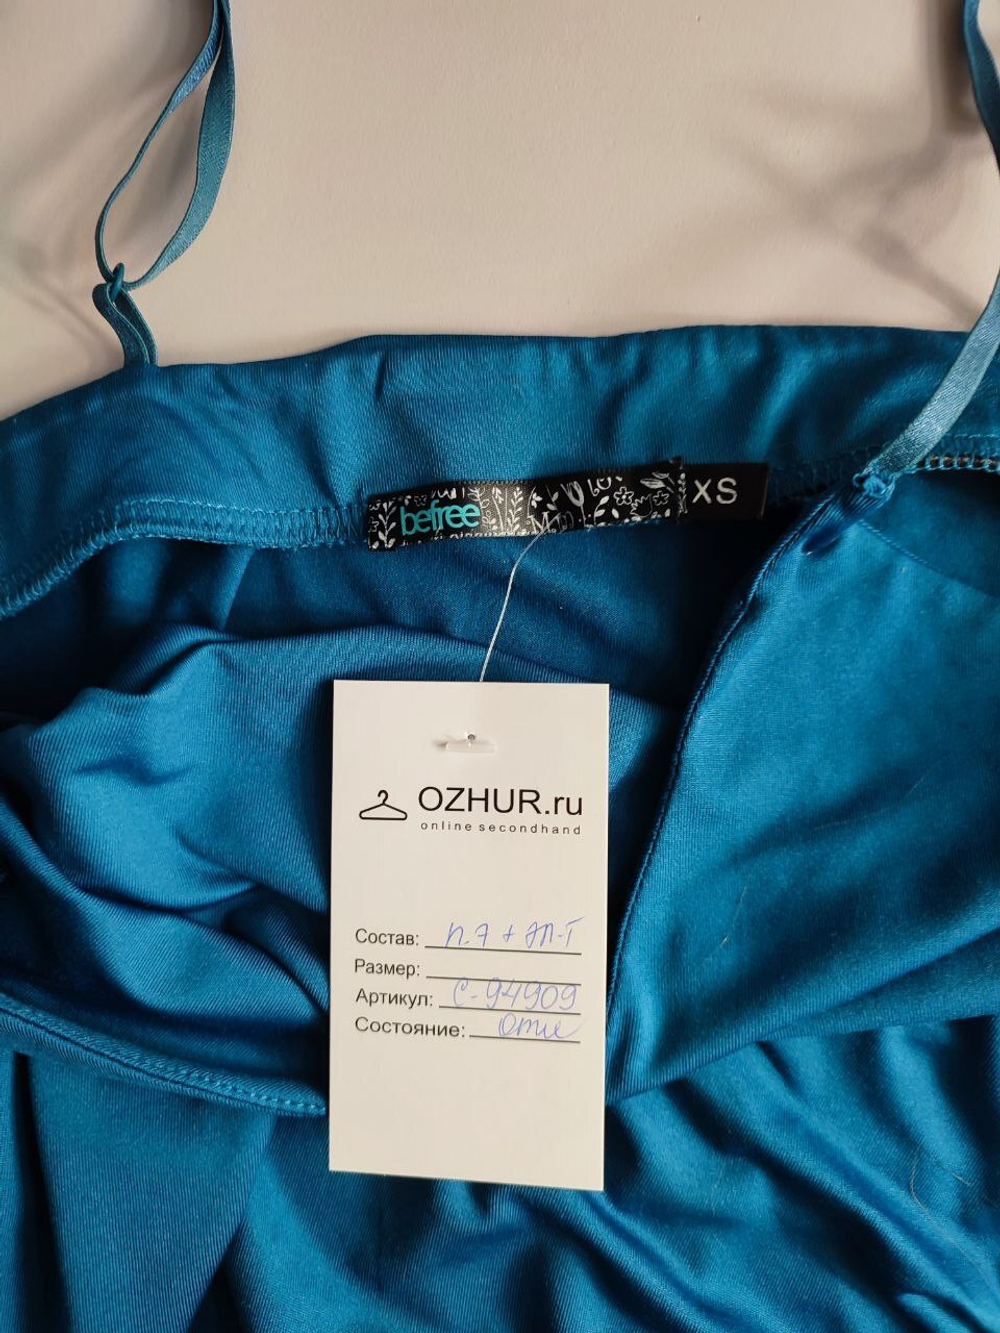 befree
XS
OZHUR.ru
online secondhand
Состав: п.э + эл-т
Размер:
Артикул: С-94909
Состояние: отл